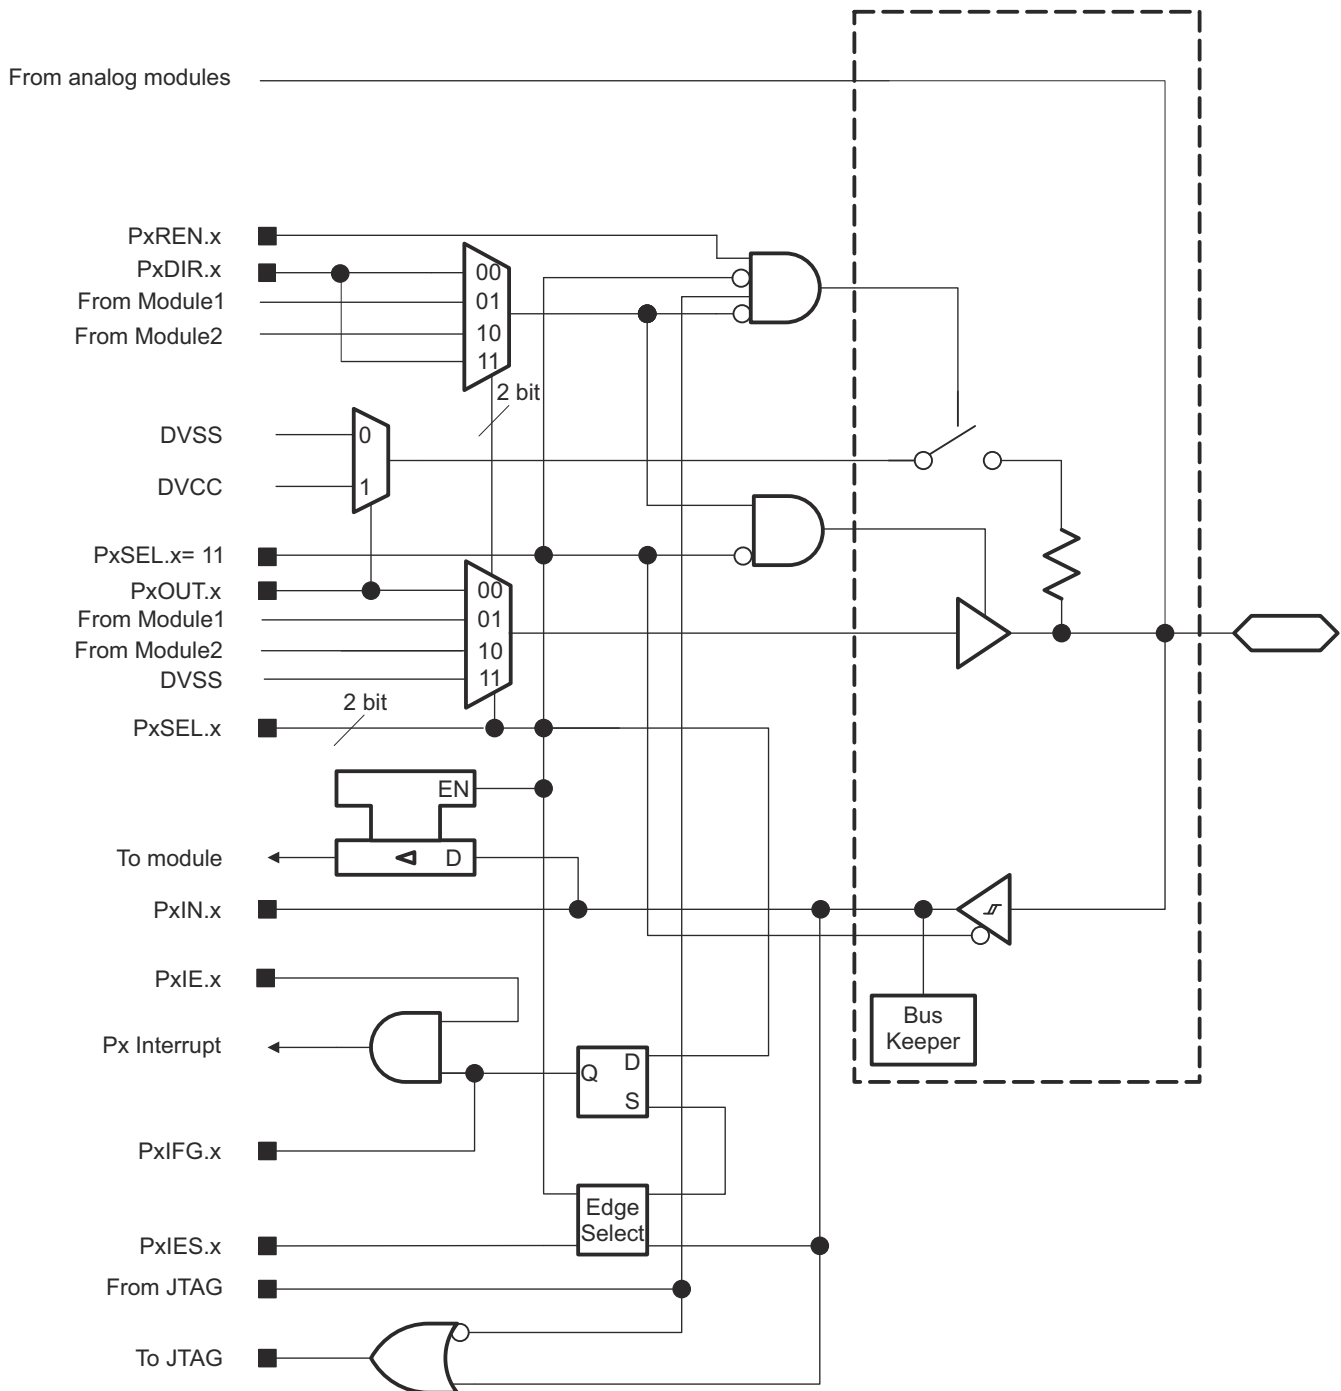 From analog modules
PxREN.x
PxDIR.x
00
From Module1
01
From Module2
10
11
2 bit
DVSS
0
DVCC
1
PxSEL.x= 11
PxOUT.x
00
From Module1
01
From Module2
10
DVSS
11
2 bit
PxSEL.x
EN
To module
D
PxIN.x
PxIE.x
Bus
Keeper
Px Interrupt
Q
D
S
PxIFG.x
Edge
Select
PxIES.x
From JTAG
To JTAG